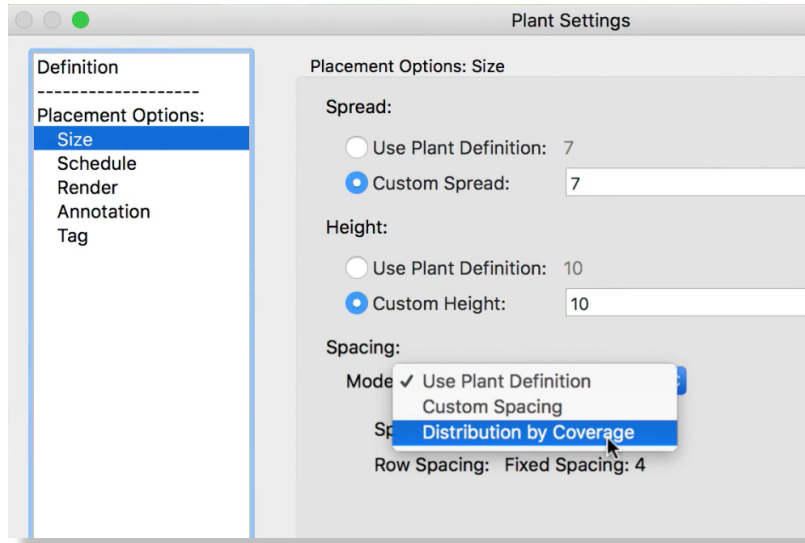 Plant Settings
Definition
-------------------
Placement Options:
Size
Schedule
Render
Annotation
Tag
Placement Options: Size
Spread:
Use Plant Definition: 7
Custom Spread: 7
Height:
Use Plant Definition: 10
Custom Height: 10
Spacing:
Mode ✓ Use Plant Definition
Custom Spacing
Sp Distribution by Coverage
Row Spacing: Fixed Spacing: 4